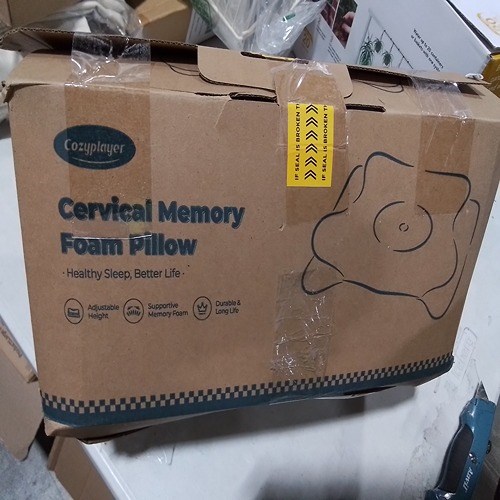 Cozyplayer
Cervical Memory
Foam Pillow
· Healthy Sleep, Better Life ·
Adjustable
Height
Supportive
Memory Foam
Durable &
Long Life
IF SEAL IS BROKEN
IF SEAL IS BROKEN